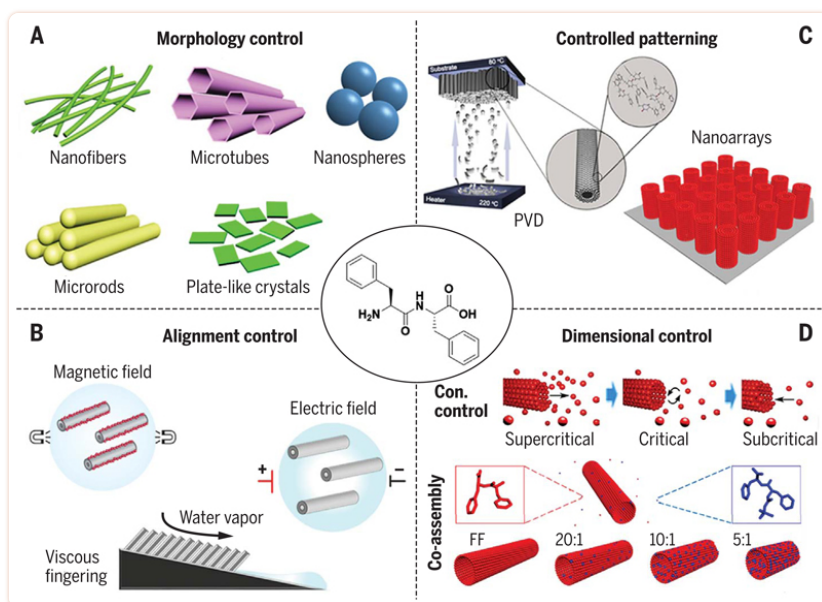 A
Morphology control
Nanofibers
Microtubes
Nanospheres
Microrods
Plate-like crystals
Controlled patterning
C
Substrate 80 ℃
Heater 220 ℃
PVD
Nanoarrays
H₂N
H
N
O
O
OH
B
Alignment control
Magnetic field
Electric field
+
−
Water vapor
Viscous
fingering
Dimensional control
D
Con.
control
Supercritical
Critical
Subcritical
Co-assembly
FF
20:1
10:1
5:1